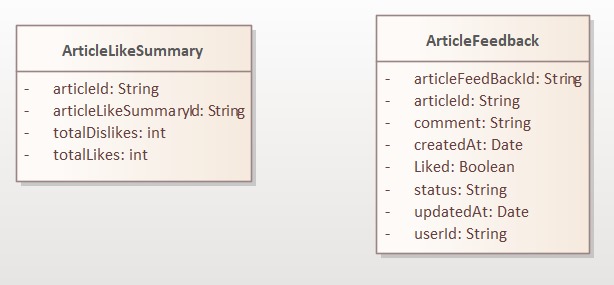 ArticleLikeSummary
- articleId: String
- articleLikeSummaryId: String
- totalDislikes: int
- totalLikes: int
ArticleFeedback
- articleFeedBackId: String
- articleId: String
- comment: String
- createdAt: Date
- Liked: Boolean
- status: String
- updatedAt: Date
- userId: String